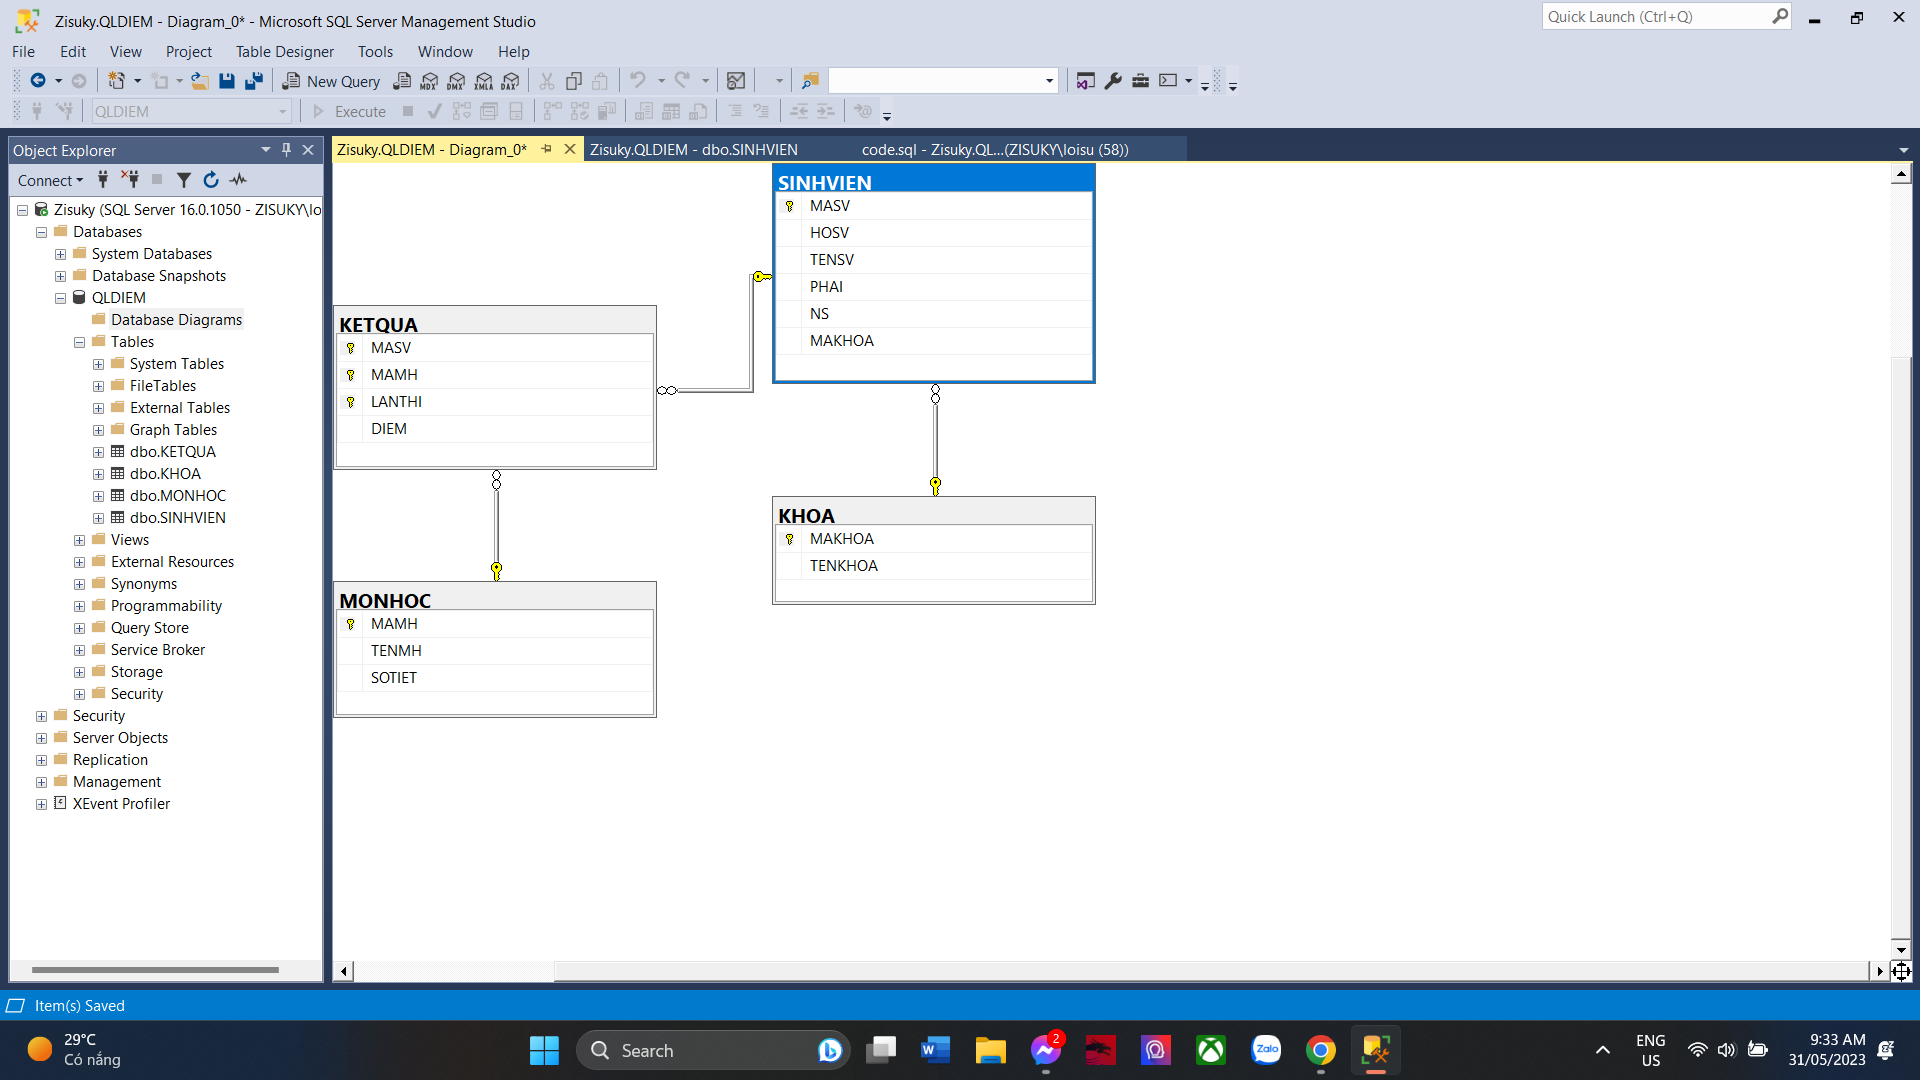 Zisuky.QLDIEM - Diagram_0* - Microsoft SQL Server Management Studio
Quick Launch (Ctrl+Q)
File Edit View Project Table Designer Tools Window Help
New Query MDX DMX XMLA DAX
QLDIEM Execute
Object Explorer
Zisuky.QLDIEM - Diagram_0* Zisuky.QLDIEM - dbo.SINHVIEN code.sql - Zisuky.QL...(ZISUKY\loisu (58))
Connect
Zisuky (SQL Server 16.0.1050 - ZISUKY\lo
Databases
System Databases
Database Snapshots
QLDIEM
Database Diagrams
Tables
System Tables
FileTables
External Tables
Graph Tables
dbo.KETQUA
dbo.KHOA
dbo.MONHOC
dbo.SINHVIEN
Views
External Resources
Synonyms
Programmability
Query Store
Service Broker
Storage
Security
Security
Server Objects
Replication
Management
XEvent Profiler
SINHVIEN
MASV
HOSV
TENSV
PHAI
NS
MAKHOA
KETQUA
MASV
MAMH
LANTHI
DIEM
KHOA
MAKHOA
TENKHOA
MONHOC
MAMH
TENMH
SOTIET
Item(s) Saved
29°C
Có nắng
Search
2
Zalo
ENG
US
9:33 AM
31/05/2023